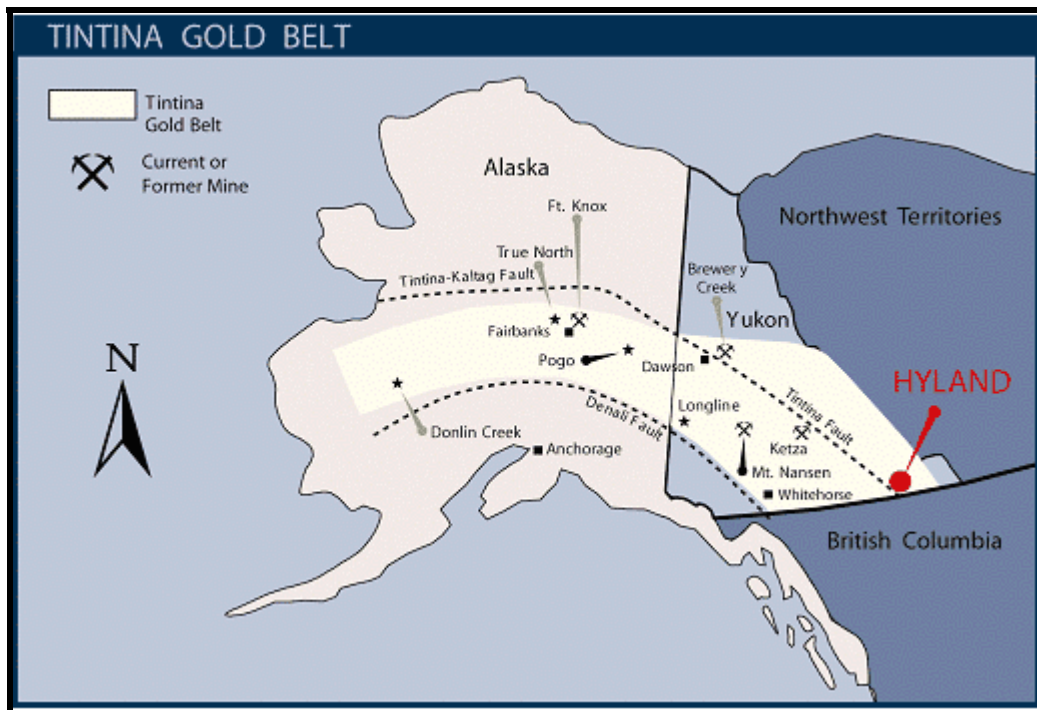 TINTINA GOLD BELT
Tintina
Gold Belt
Current or
Former Mine
Alaska
Ft. Knox
True North
Tintina-Kaltag Fault
Northwest Territories
Brewer y
Creek
Yukon
Fairbanks
Pogo
Dawson
HYLAND
N
Longline
Tintina Fault
Denali Fault
Donlin Creek
Ketza
Anchorage
Mt. Nansen
Whitehorse
British Columbia